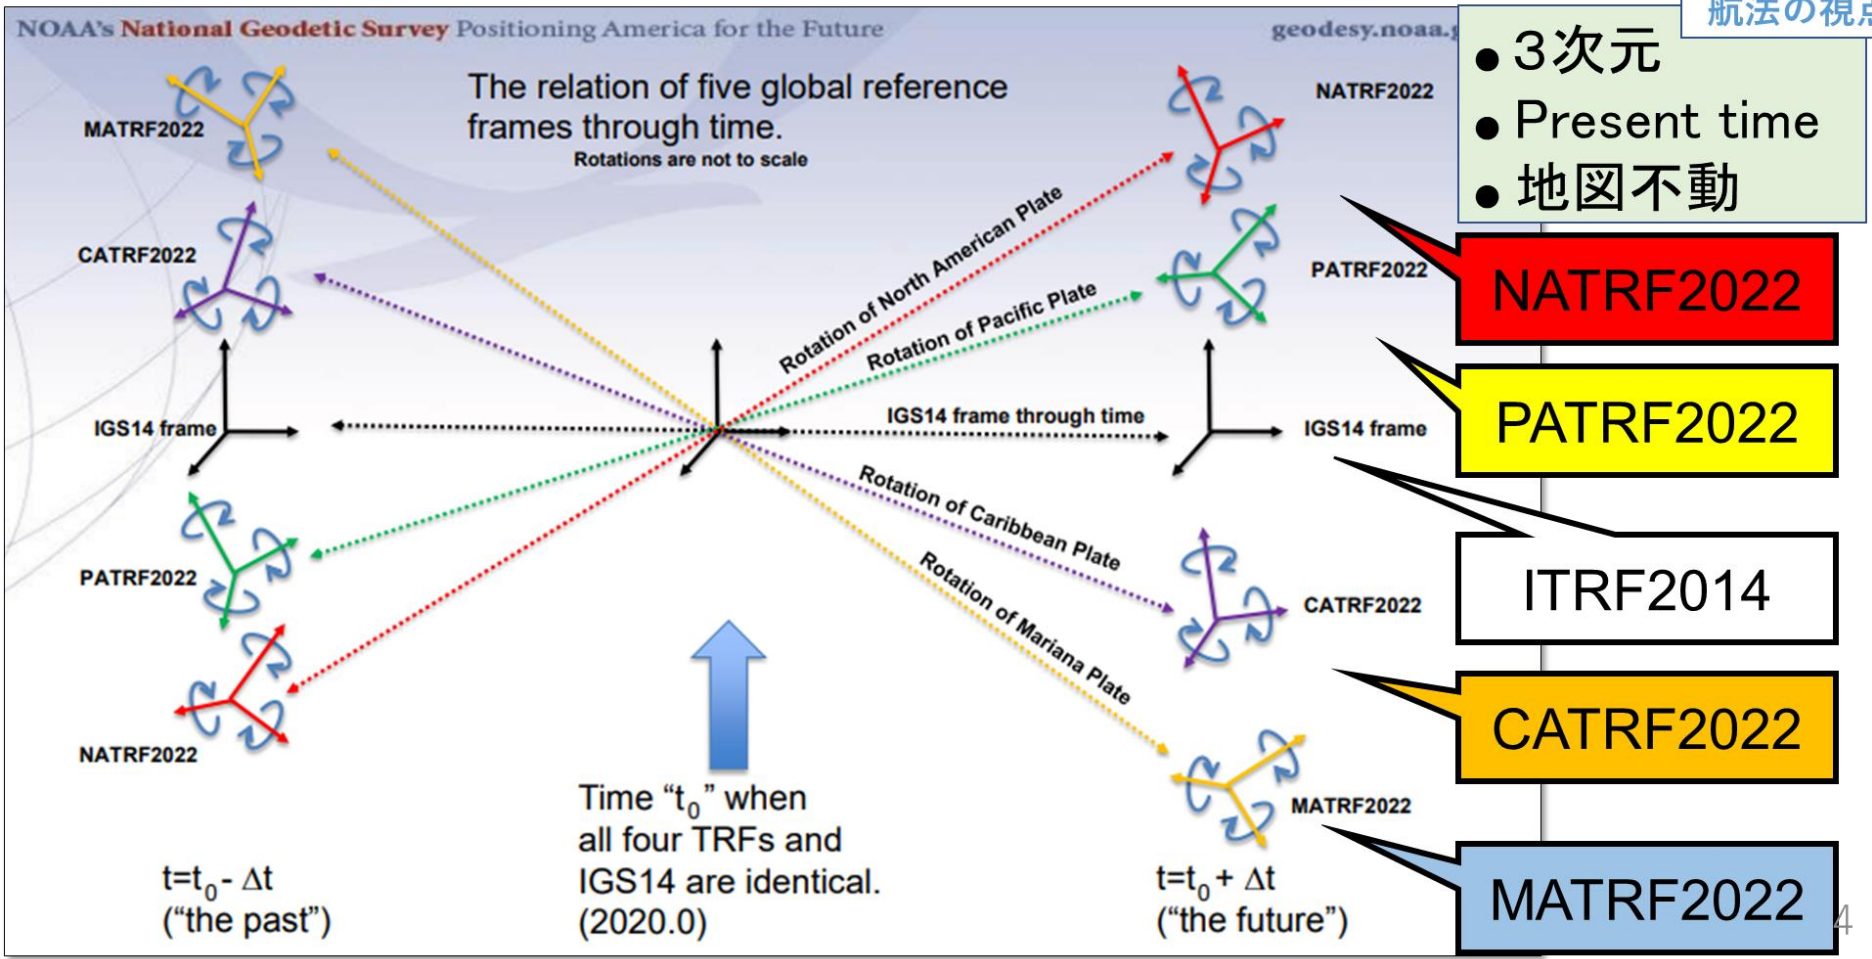 NOAA's National Geodetic Survey Positioning America for the Future
geodesy.noaa.g
航法の視点
● 3次元
● Present time
● 地図不動
The relation of five global reference
frames through time.
Rotations are not to scale
MATRF2022
CATRF2022
IGS14 frame
PATRF2022
NATRF2022
Rotation of North American Plate
Rotation of Pacific Plate
IGS14 frame through time
Rotation of Caribbean Plate
Rotation of Mariana Plate
NATRF2022
PATRF2022
IGS14 frame
CATRF2022
MATRF2022
NATRF2022
PATRF2022
ITRF2014
CATRF2022
MATRF2022
t=t0- Δt
("the past")
Time “t0” when
all four TRFs and
IGS14 are identical.
(2020.0)
t=t0+ Δt
("the future")
4